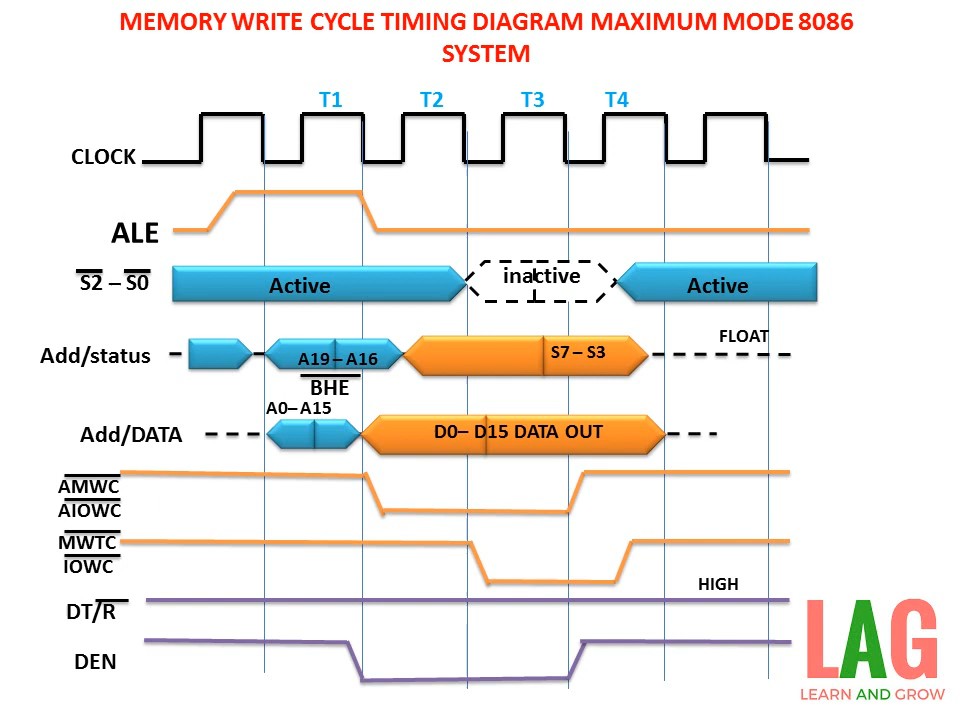 MEMORY WRITE CYCLE TIMING DIAGRAM MAXIMUM MODE 8086
SYSTEM
T1 T2 T3 T4
CLOCK
ALE
S2 – S0
Active
inactive
Active
Add/status
A19 – A16
S7 – S3
FLOAT
BHE
A0– A15
Add/DATA
D0– D15 DATA OUT
AMWC
AIOWC
MWTC
IOWC
HIGH
DT/R
DEN
LAG
LEARN AND GROW